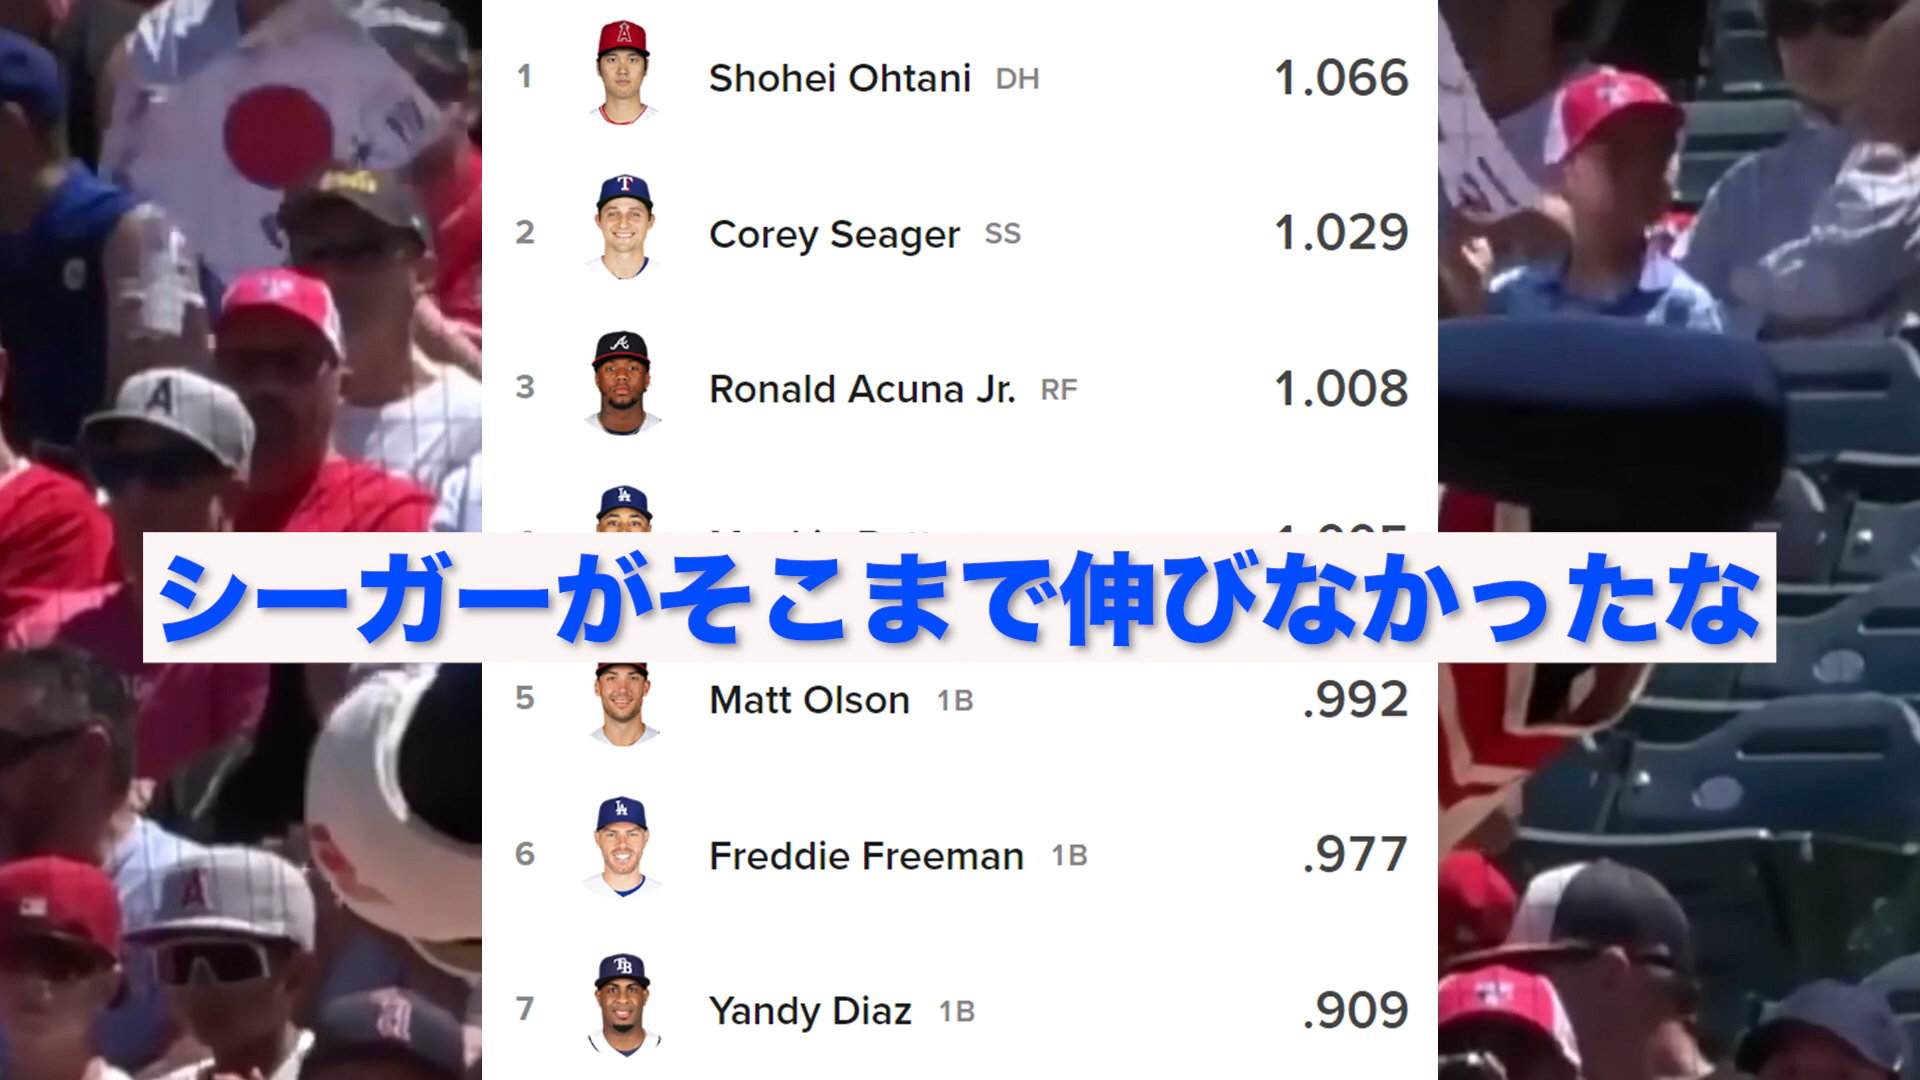 1 Shohei Ohtani DH 1.066
2 Corey Seager SS 1.029
3 Ronald Acuna Jr. RF 1.008
シーガーがそこまで伸びなかったな
5 Matt Olson 1B .992
6 Freddie Freeman 1B .977
7 Yandy Diaz 1B .909